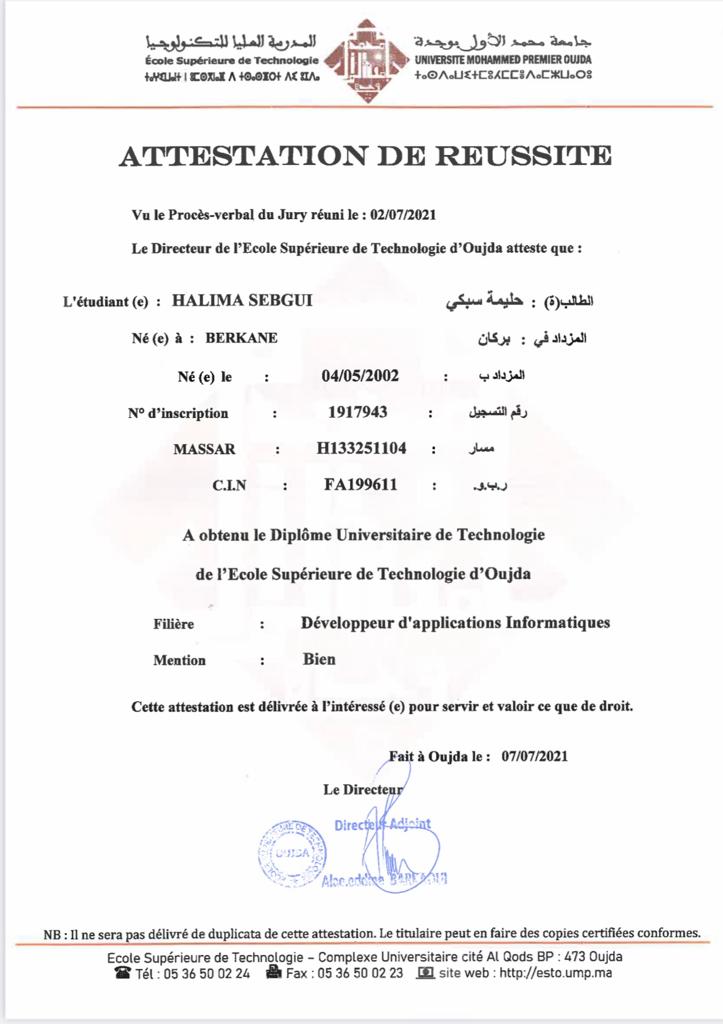 المدرسة العليا للتكنولوجيا
École Supérieure de Technologie
جامعة محمد الأول بوجدة
UNIVERSITE MOHAMMED PREMIER OUJDA
ATTESTATION DE REUSSITE
Vu le Procès-verbal du Jury réuni le : 02/07/2021
Le Directeur de l'Ecole Supérieure de Technologie d'Oujda atteste que :
L'étudiant (e) : HALIMA SEBGUI الطالب(ة) : حليمة سبكي
Né (e) à : BERKANE المزداد في : بركان
Né (e) le : 04/05/2002 : المزداد ب
N° d'inscription : 1917943 : رقم التسجيل
MASSAR : H133251104 : مسار
C.I.N : FA199611 : ر.ب.و.
A obtenu le Diplôme Universitaire de Technologie
de l'Ecole Supérieure de Technologie d'Oujda
Filière : Développeur d'applications Informatiques
Mention : Bien
Cette attestation est délivrée à l'intéressé (e) pour servir et valoir ce que de droit.
Fait à Oujda le : 07/07/2021
Le Directeur
Directeur Adjoint
OUJDA
NB : Il ne sera pas délivré de duplicata de cette attestation. Le titulaire peut en faire des copies certifiées conformes.
Ecole Supérieure de Technologie – Complexe Universitaire cité Al Qods BP : 473 Oujda
Tél : 05 36 50 02 24 Fax : 05 36 50 02 23 site web : http://esto.ump.ma